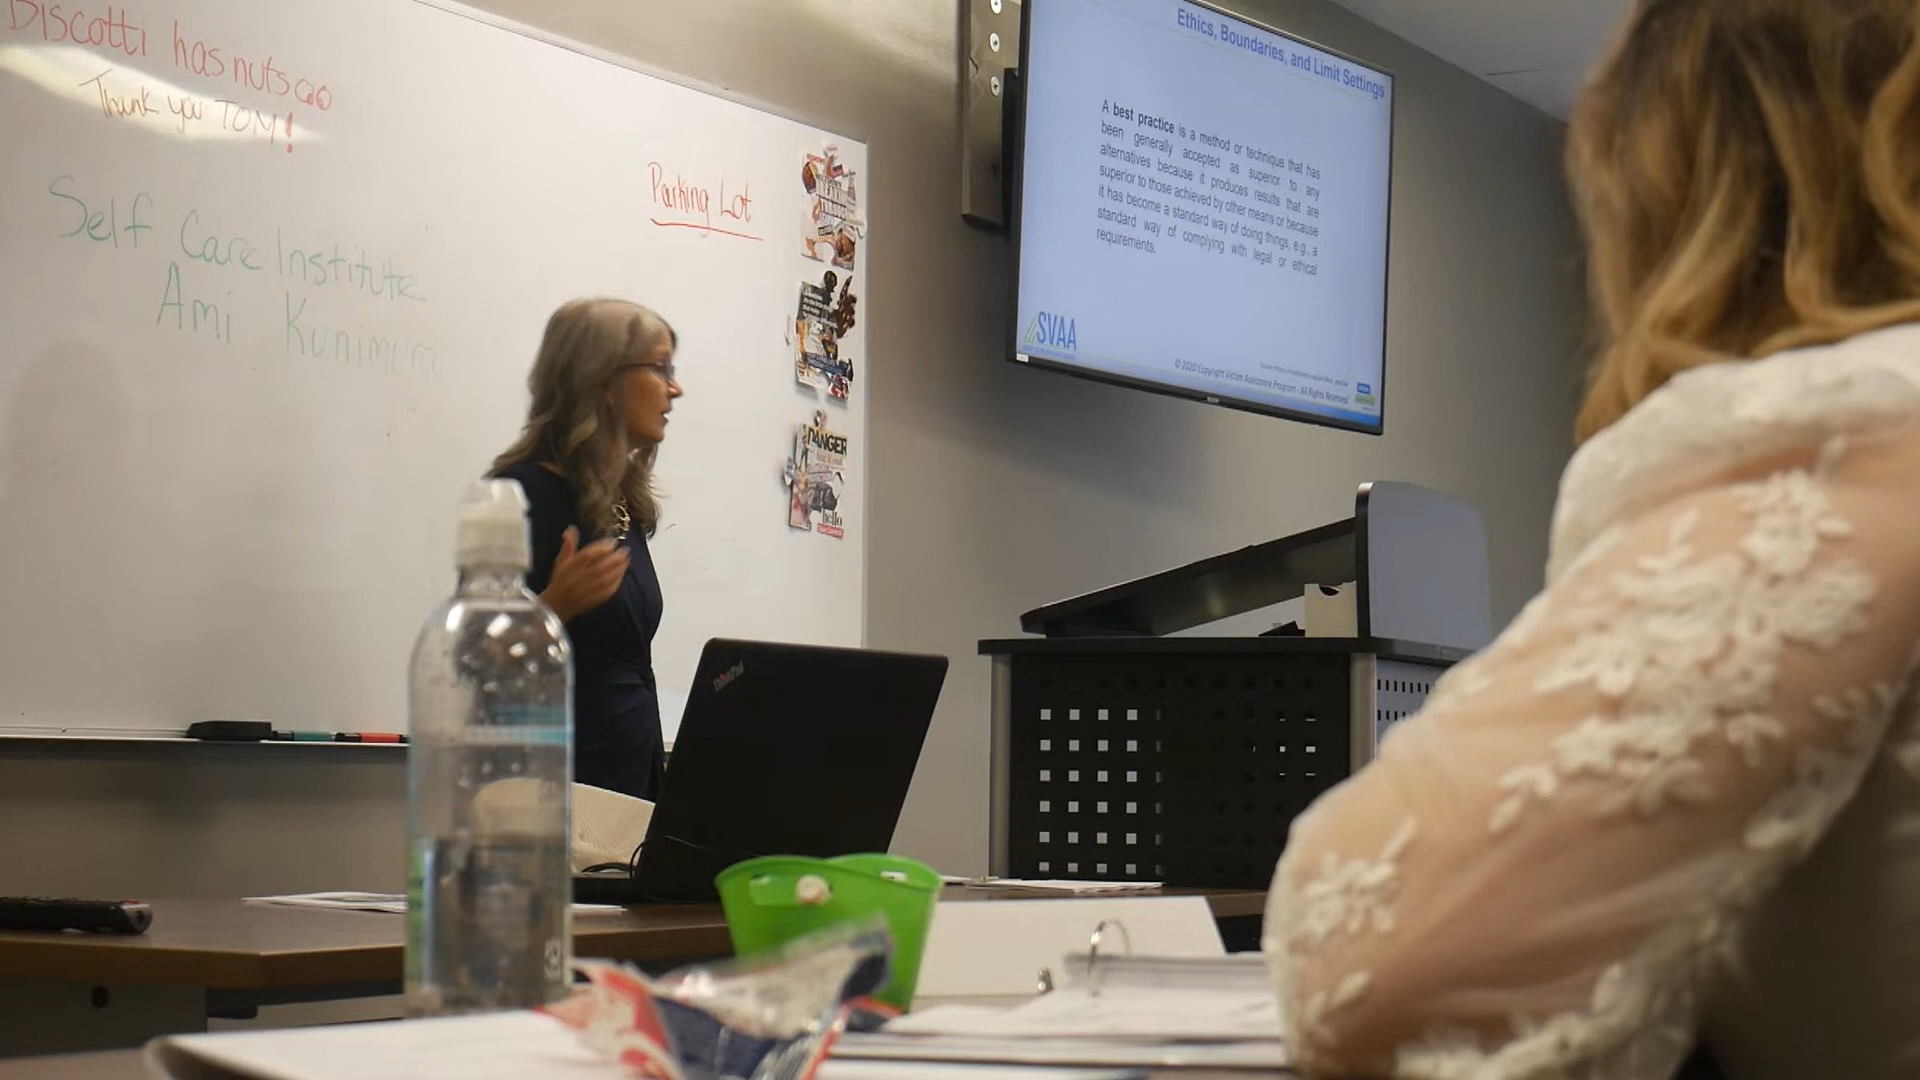 Biscotti has nuts
Thank you TOM!
Self Care Institute
Ami Kunimura
Parking Lot
DANGER
hello
Ethics, Boundaries, and Limit Settings
A best practice is a method or technique that has
been generally accepted as superior to any
alternatives because it produces results that are
superior to those achieved by other means or because
it has become a standard way of doing things, e.g., a
standard way of complying with legal or ethical
requirements.
SVAA
© 2020 Copyright Victim Assistance Program - All Rights Reserved
ThinkPad